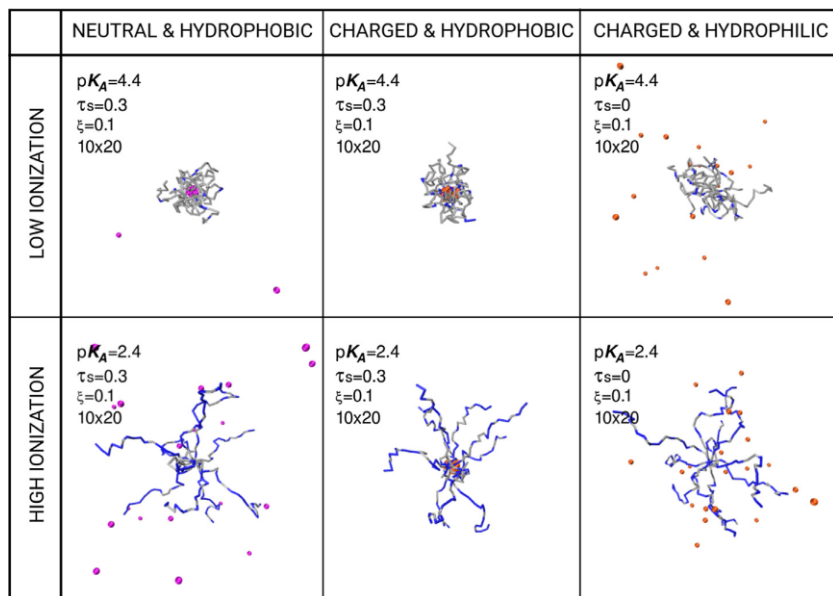 NEUTRAL & HYDROPHOBIC
CHARGED & HYDROPHOBIC
CHARGED & HYDROPHILIC
LOW IONIZATION
pKA=4.4
τs=0.3
ξ=0.1
10x20
pKA=4.4
τs=0.3
ξ=0.1
10x20
pKA=4.4
τs=0
ξ=0.1
10x20
HIGH IONIZATION
pKA=2.4
τs=0.3
ξ=0.1
10x20
pKA=2.4
τs=0.3
ξ=0.1
10x20
pKA=2.4
τs=0
ξ=0.1
10x20